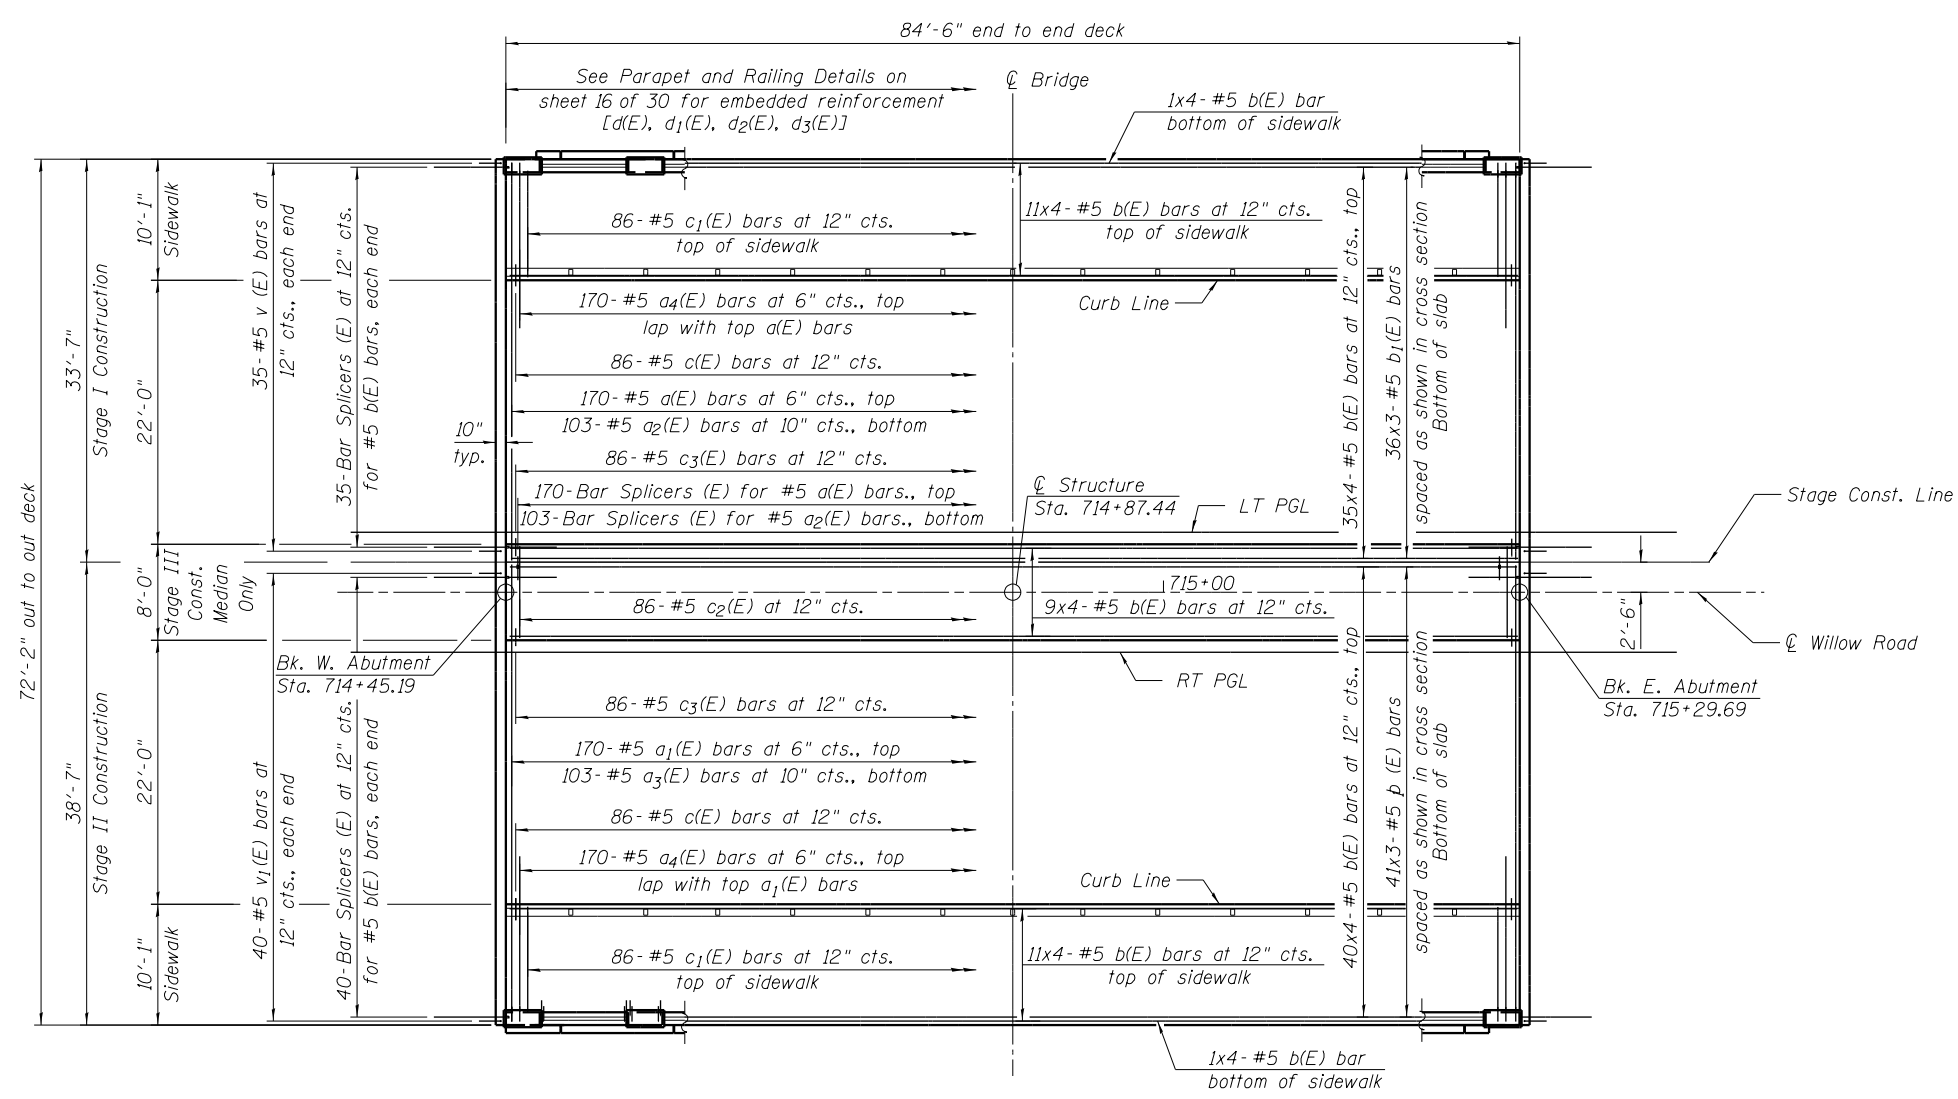 84'-6" end to end deck
See Parapet and Railing Details on
sheet 16 of 30 for embedded reinforcement
[d(E), d1(E), d2(E), d3(E)]
℄ Bridge
1x4-#5 b(E) bar
bottom of sidewalk
72'-2" out to out deck
33'-7"
Stage I Construction
38'-7"
Stage II Construction
10'-1"
Sidewalk
22'-0"
8'-0"
Stage III
Const.
Median
Only
22'-0"
10'-1"
Sidewalk
35-#5 v (E) bars at
12" cts., each end
35-Bar Splicers (E) at 12" cts.
for #5 b(E) bars, each end
40-#5 v1(E) bars at
12" cts., each end
40-Bar Splicers (E) at 12" cts.
for #5 b(E) bars, each end
86-#5 c1(E) bars at 12" cts.
top of sidewalk
11x4-#5 b(E) bars at 12" cts.
top of sidewalk
170-#5 a4(E) bars at 6" cts., top
lap with top a(E) bars
Curb Line
86-#5 c(E) bars at 12" cts.
170-#5 a(E) bars at 6" cts., top
103-#5 a2(E) bars at 10" cts., bottom
10"
typ.
86-#5 c3(E) bars at 12" cts.
170-Bar Splicers (E) for #5 a(E) bars., top
103-Bar Splicers (E) for #5 a2(E) bars., bottom
℄ Structure
Sta. 714+87.44
LT PGL
35x4-#5 b(E) bars at 12" cts., top
36x3-#5 b1(E) bars
spaced as shown in cross section
Bottom of slab
Stage Const. Line
715+00
86-#5 c2(E) at 12" cts.
9x4-#5 b(E) bars at 12" cts.
2'-6"
℄ Willow Road
Bk. W. Abutment
Sta. 714+45.19
RT PGL
Bk. E. Abutment
Sta. 715+29.69
86-#5 c3(E) bars at 12" cts.
170-#5 a1(E) bars at 6" cts., top
103-#5 a3(E) bars at 10" cts., bottom
86-#5 c(E) bars at 12" cts.
170-#5 a4(E) bars at 6" cts., top
lap with top a1(E) bars
Curb Line
40x4-#5 b(E) bars at 12" cts., top
41x3-#5 b (E) bars
spaced as shown in cross section
Bottom of slab
86-#5 c1(E) bars at 12" cts.
top of sidewalk
11x4-#5 b(E) bars at 12" cts.
top of sidewalk
1x4-#5 b(E) bar
bottom of sidewalk